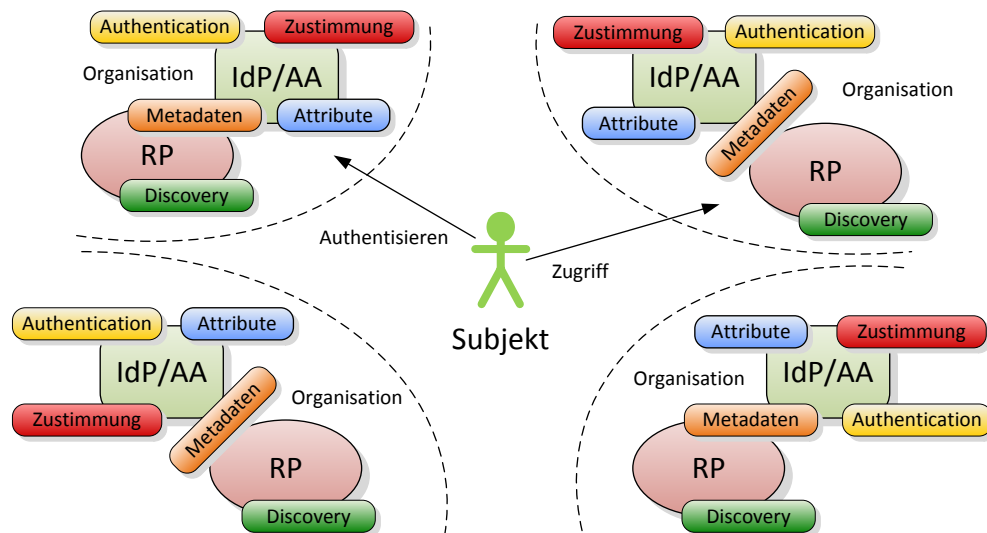 Authentication
Zustimmung
Organisation
IdP/AA
Metadaten
Attribute
RP
Discovery
Zustimmung
Authentication
IdP/AA
Organisation
Attribute
Metadaten
RP
Discovery
Authentisieren
Zugriff
Subjekt
Authentication
Attribute
IdP/AA
Organisation
Zustimmung
Metadaten
RP
Discovery
Attribute
Zustimmung
Organisation
IdP/AA
Metadaten
Authentication
RP
Discovery